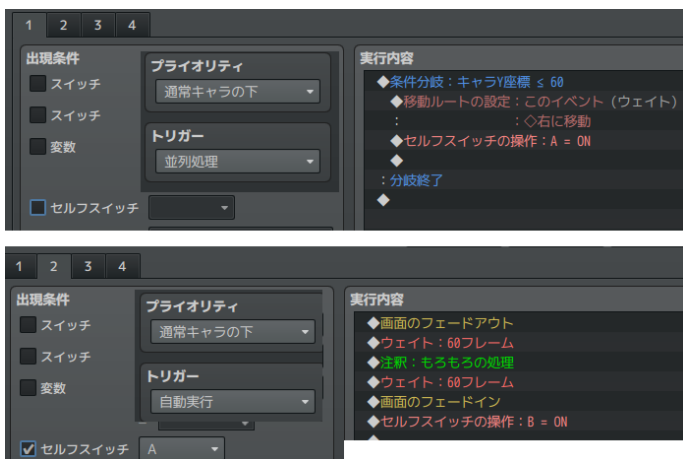 1 2 3 4
出現条件
スイッチ
スイッチ
変数
セルフスイッチ
プライオリティ
通常キャラの下
トリガー
並列処理
実行内容
◆条件分岐：キャラY座標 ≤ 60
◆移動ルートの設定：このイベント (ウェイト)
:　　　　　　　　：◇右に移動
◆セルフスイッチの操作：A = ON
◆
：分岐終了
◆
1 2 3 4
出現条件
スイッチ
スイッチ
変数
セルフスイッチ A
プライオリティ
通常キャラの下
トリガー
自動実行
実行内容
◆画面のフェードアウト
◆ウェイト：60フレーム
◆注釈：もろもろの処理
◆ウェイト：60フレーム
◆画面のフェードイン
◆セルフスイッチの操作：B = ON